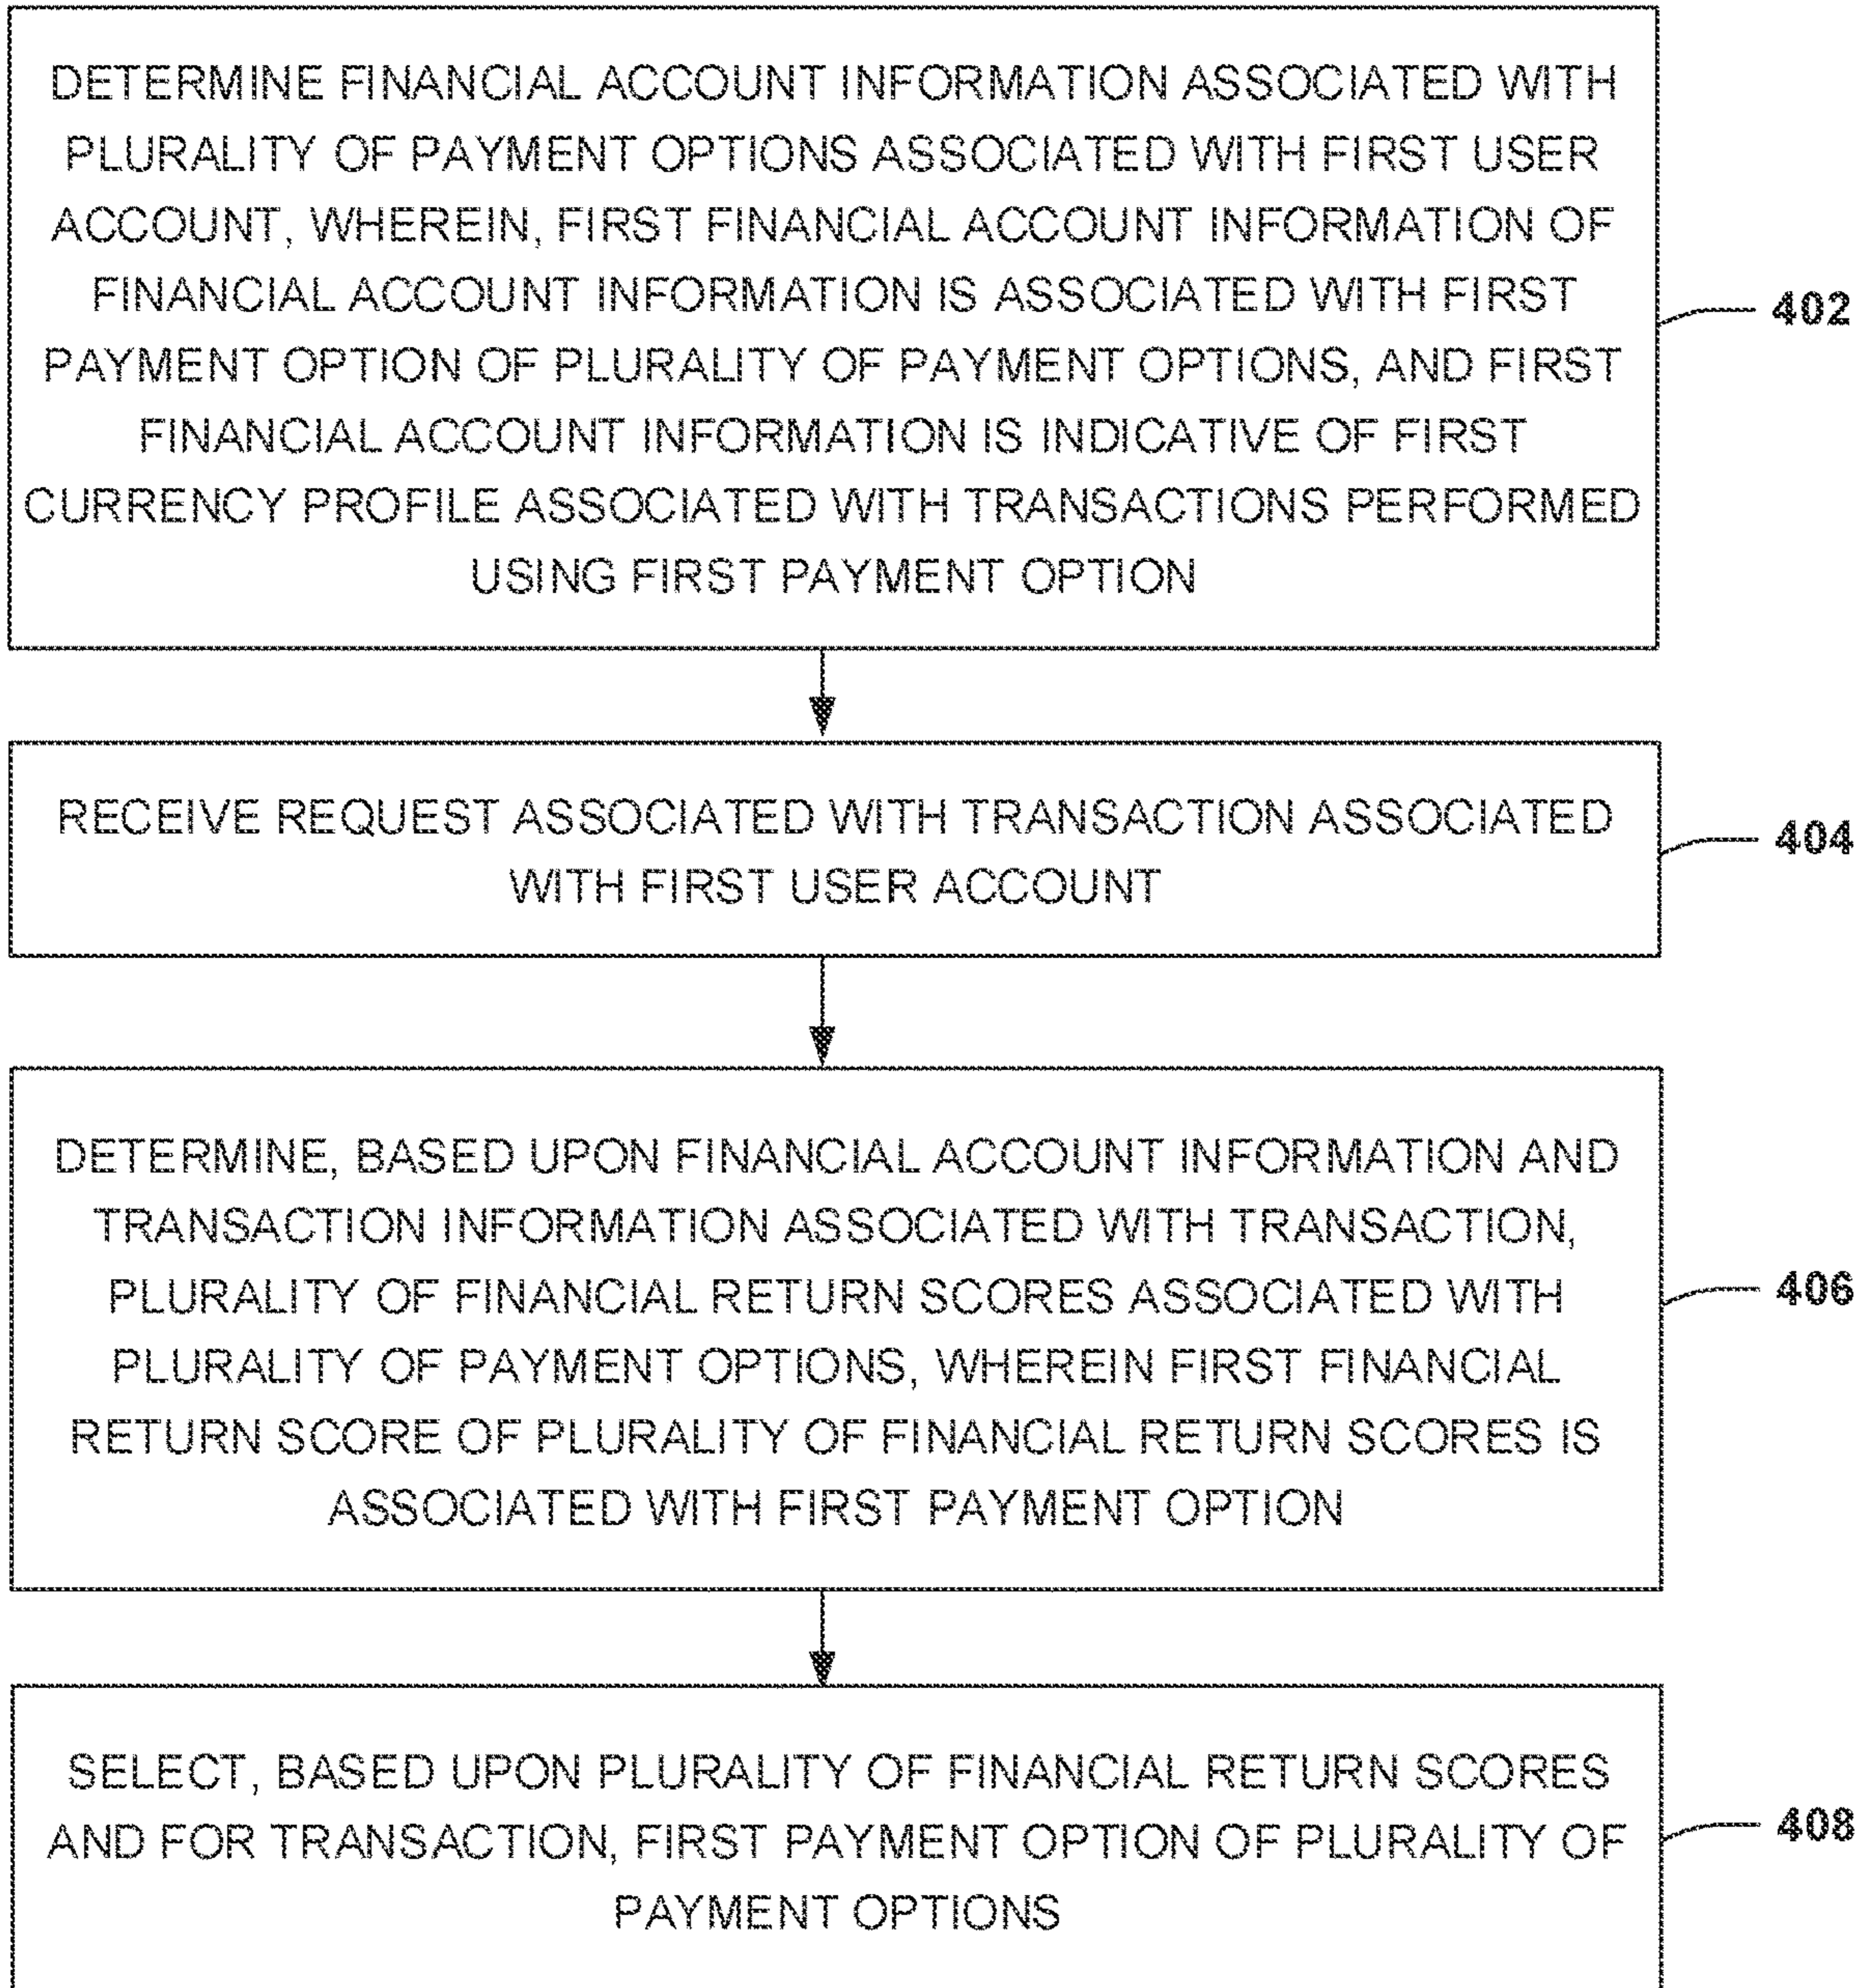 DETERMINE FINANCIAL ACCOUNT INFORMATION ASSOCIATED WITH
PLURALITY OF PAYMENT OPTIONS ASSOCIATED WITH FIRST USER
ACCOUNT, WHEREIN, FIRST FINANCIAL ACCOUNT INFORMATION OF
FINANCIAL ACCOUNT INFORMATION IS ASSOCIATED WITH FIRST
PAYMENT OPTION OF PLURALITY OF PAYMENT OPTIONS, AND FIRST
FINANCIAL ACCOUNT INFORMATION IS INDICATIVE OF FIRST
CURRENCY PROFILE ASSOCIATED WITH TRANSACTIONS PERFORMED
USING FIRST PAYMENT OPTION
402
RECEIVE REQUEST ASSOCIATED WITH TRANSACTION ASSOCIATED
WITH FIRST USER ACCOUNT
404
DETERMINE, BASED UPON FINANCIAL ACCOUNT INFORMATION AND
TRANSACTION INFORMATION ASSOCIATED WITH TRANSACTION,
PLURALITY OF FINANCIAL RETURN SCORES ASSOCIATED WITH
PLURALITY OF PAYMENT OPTIONS, WHEREIN FIRST FINANCIAL
RETURN SCORE OF PLURALITY OF FINANCIAL RETURN SCORES IS
ASSOCIATED WITH FIRST PAYMENT OPTION
406
SELECT, BASED UPON PLURALITY OF FINANCIAL RETURN SCORES
AND FOR TRANSACTION, FIRST PAYMENT OPTION OF PLURALITY OF
PAYMENT OPTIONS
408